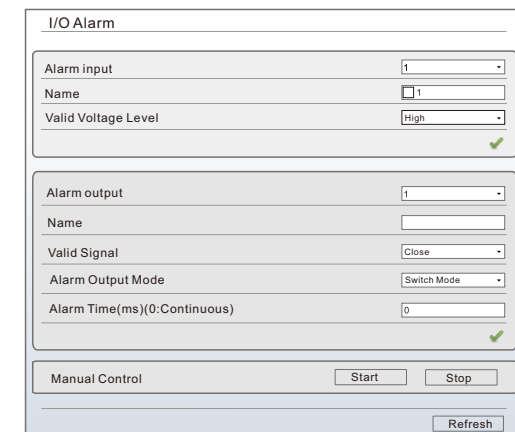 I/O Alarm
Alarm input 1
Name 1
Valid Voltage Level High
Alarm output 1
Name
Valid Signal Close
Alarm Output Mode Switch Mode
Alarm Time(ms)(0:Continuous) 0
Manual Control Start Stop
Refresh